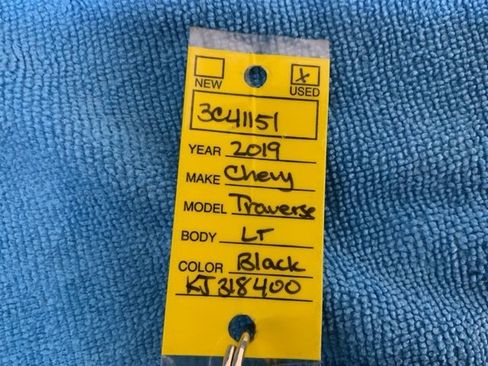 NEW X USED
3C41151
YEAR 2019
MAKE Chevy
MODEL Traverse
BODY LT
COLOR Black
KJ318400